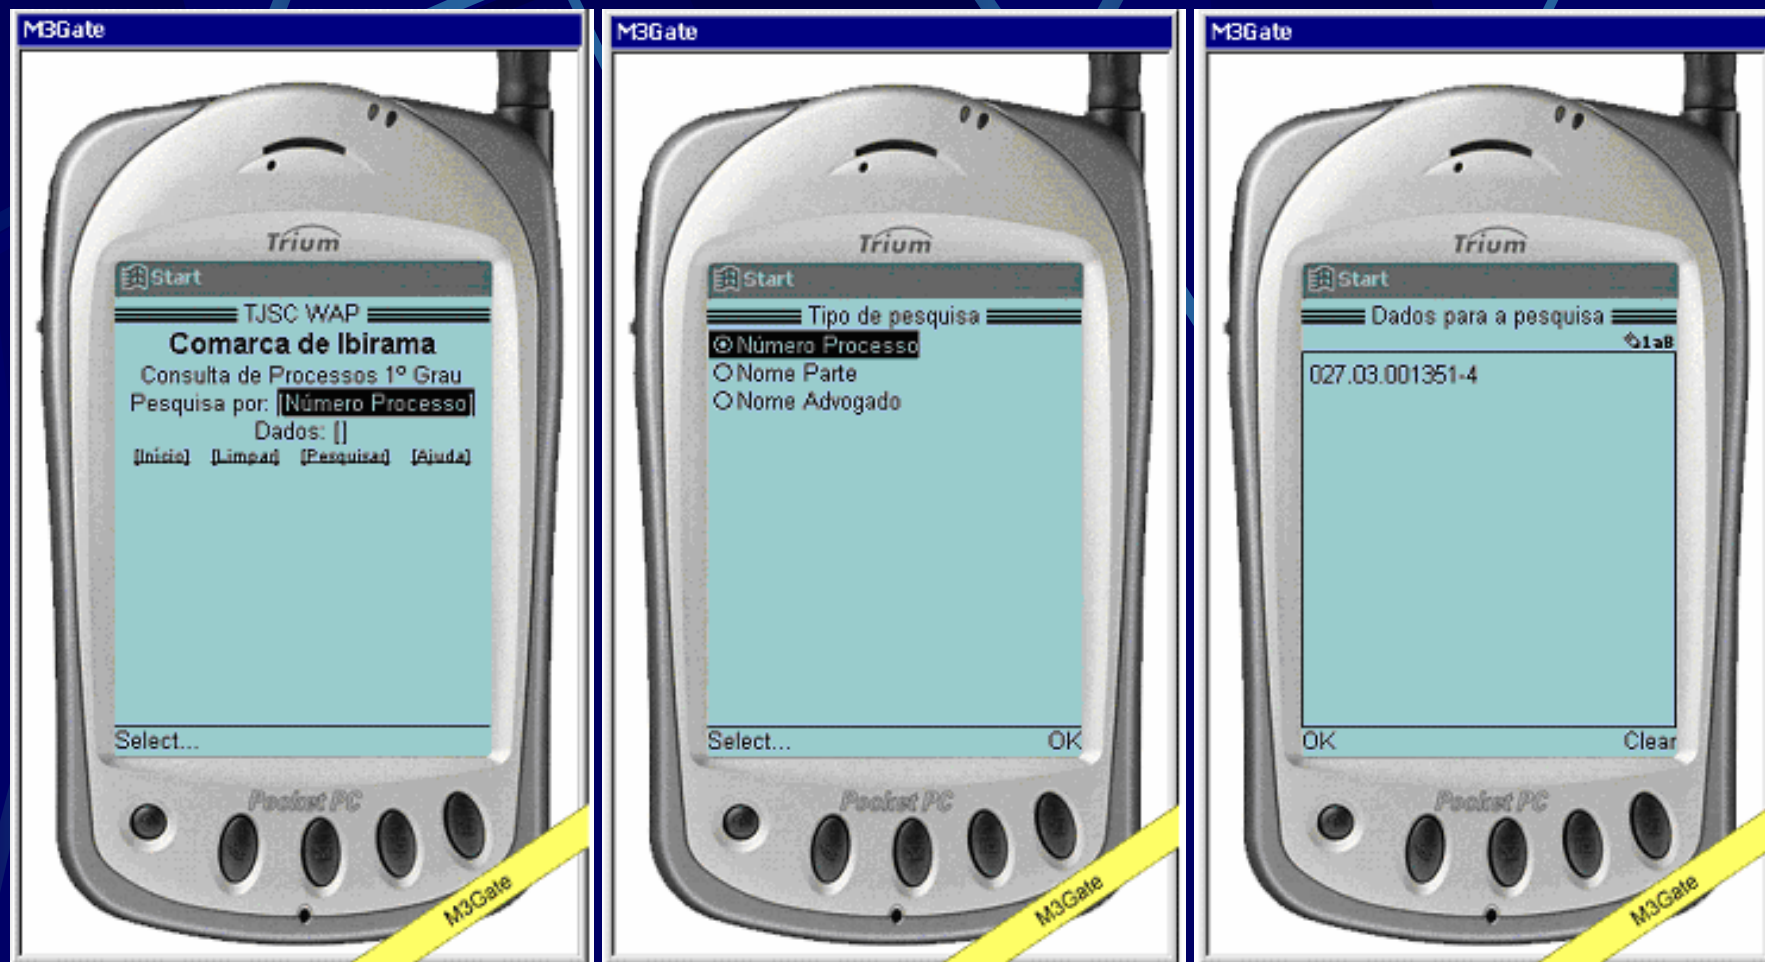 M3Gate
Trium
Start
TJSC WAP
Comarca de Ibirama
Consulta de Processos 1º Grau
Pesquisa por: [Número Processo]
Dados: []
[Início] [Limpar] [Pesquisar] [Ajuda]
Select...
Pocket PC
M3Gate
M3Gate
Trium
Start
Tipo de pesquisa
Número Processo
Nome Parte
Nome Advogado
Select... OK
Pocket PC
M3Gate
M3Gate
Trium
Start
Dados para a pesquisa
1aB
027.03.001351-4
OK Clear
Pocket PC
M3Gate